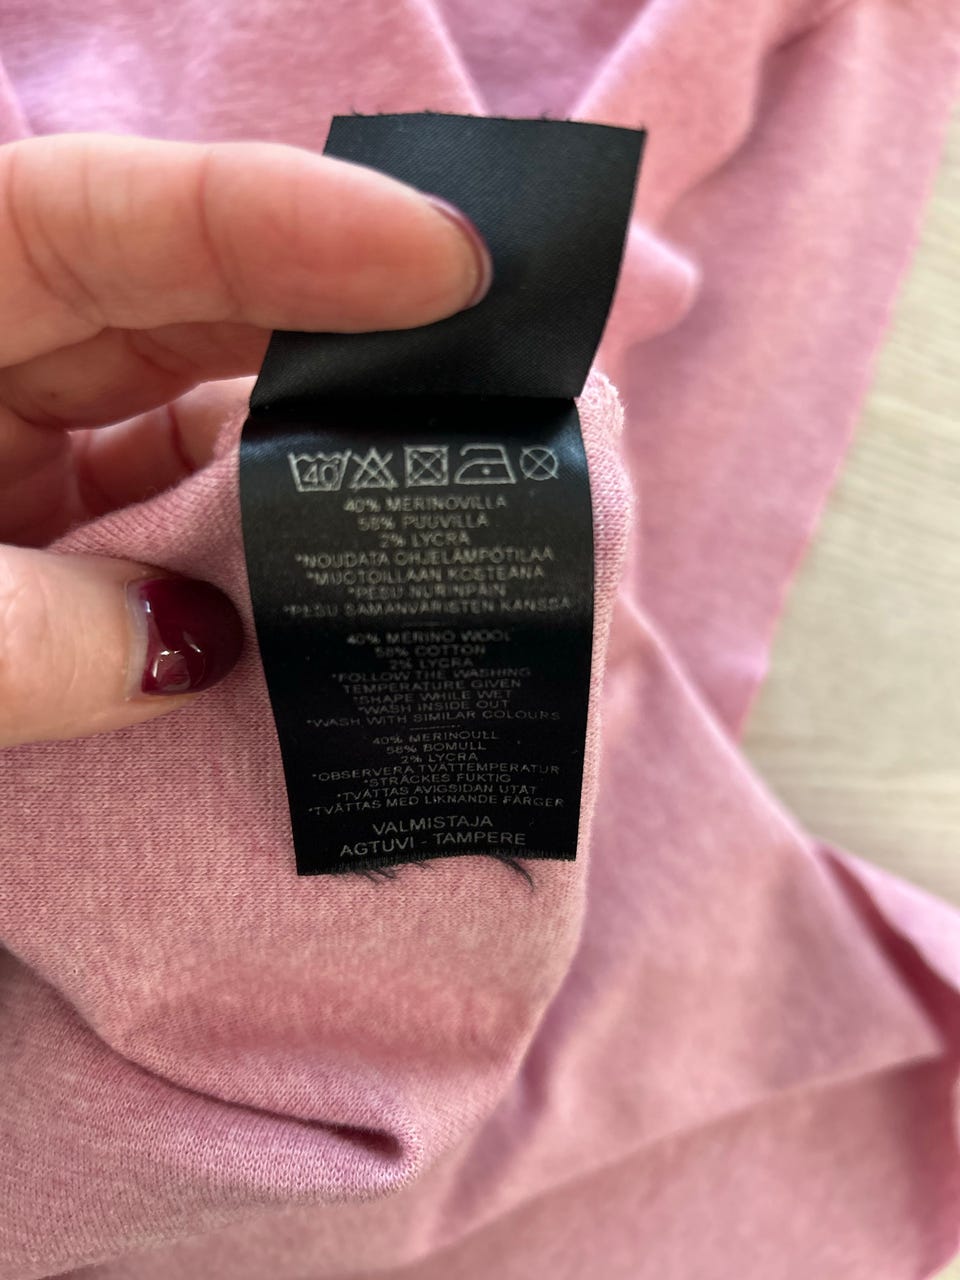 40
40% MERINOVILLA
58% PUUVILLA
2% LYCRA
*NOUDATA OHJELÄMPÖTILAA
*MUOTOILLAAN KOSTEANA
*PESU NURINPÄIN
*PESU SAMANVÄRISTEN KANSSA
40% MERINO WOOL
58% COTTON
2% LYCRA
*FOLLOW THE WASHING
TEMPERATURE GIVEN
*SHAPE WHILE WET
*WASH INSIDE OUT
*WASH WITH SIMILAR COLOURS
40% MERINOULL
58% BOMULL
2% LYCRA
*OBSERVERA TVÄTTEMPERATUR
*STRÄCKES FUKTIG
*TVÄTTAS AVIGSIDAN UTÅT
*TVÄTTAS MED LIKNANDE FÄRGER
VALMISTAJA
AGTUVI - TAMPERE